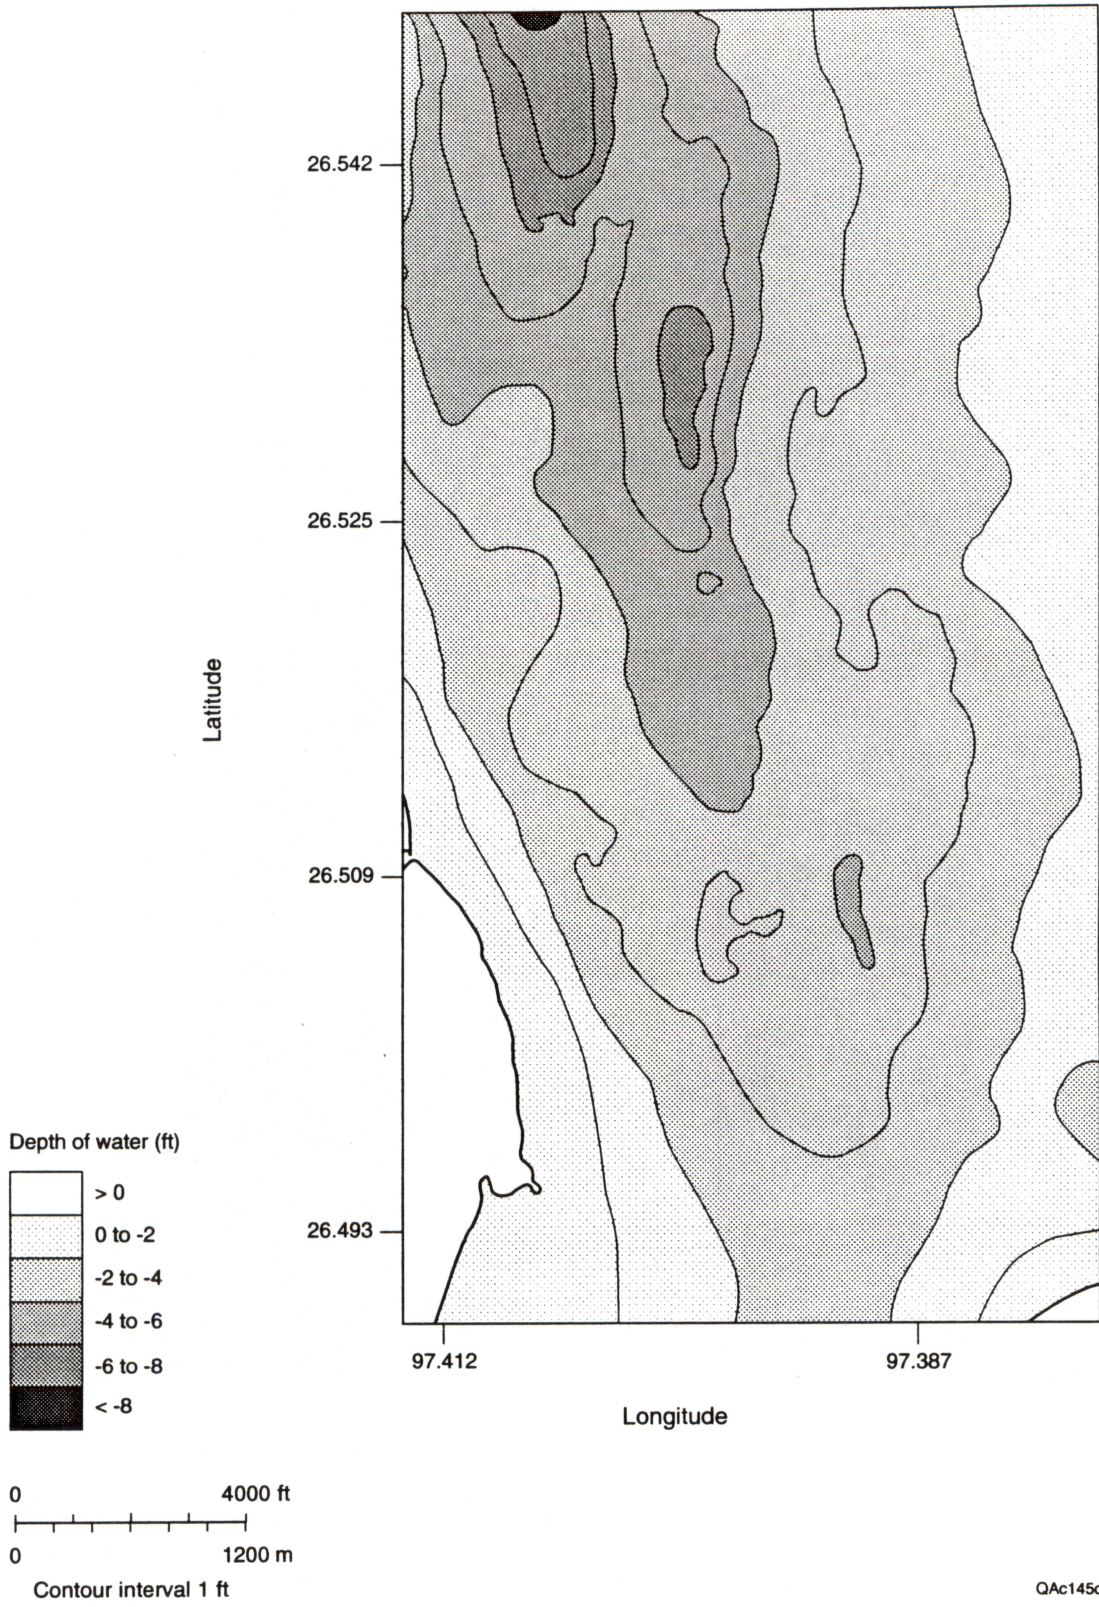 26.542
26.525
26.509
26.493
Latitude
97.412
97.387
Longitude
Depth of water (ft)
> 0
0 to -2
-2 to -4
-4 to -6
-6 to -8
< -8
0 4000 ft
0 1200 m
Contour interval 1 ft